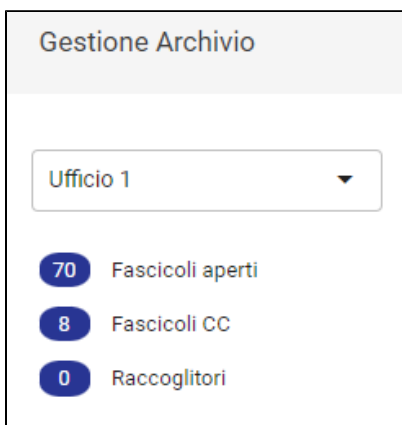 Gestione Archivio
Ufficio 1
70 Fascicoli aperti
8 Fascicoli CC
0 Raccoglitori